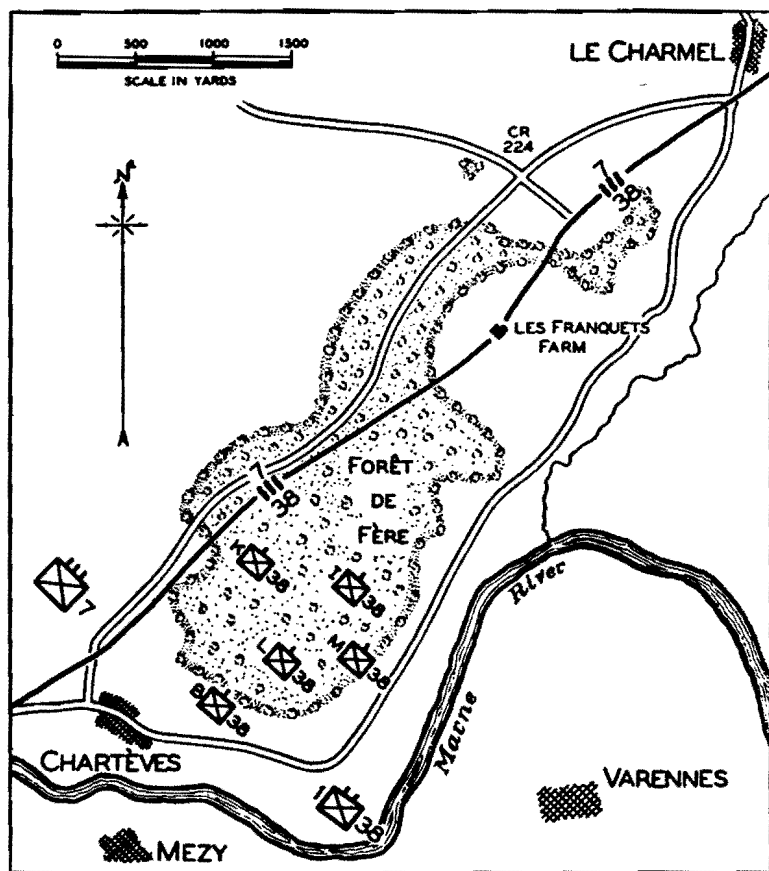 0 500 1000 1500
SCALE IN YARDS
LE CHARMEL
CR
224
N
7
38
LES FRANQUETS
FARM
7
38
FORÊT
DE
FÈRE
K 38
I 38
7
L 38
M 38
B 38
River
Marne
CHARTÈVES
1 38
VARENNES
MEZY